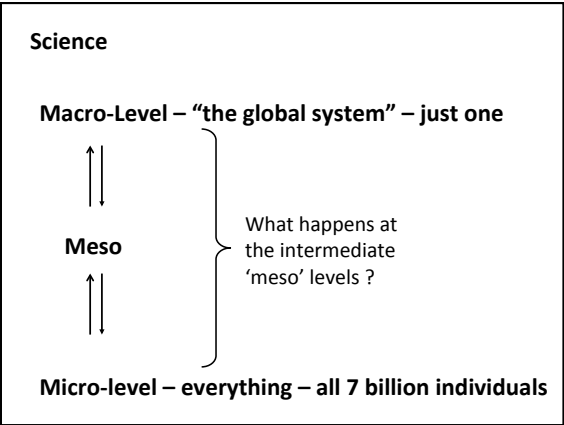 Science
Macro-Level – “the global system” – just one
Meso
What happens at
the intermediate
‘meso’ levels ?
Micro-level – everything – all 7 billion individuals